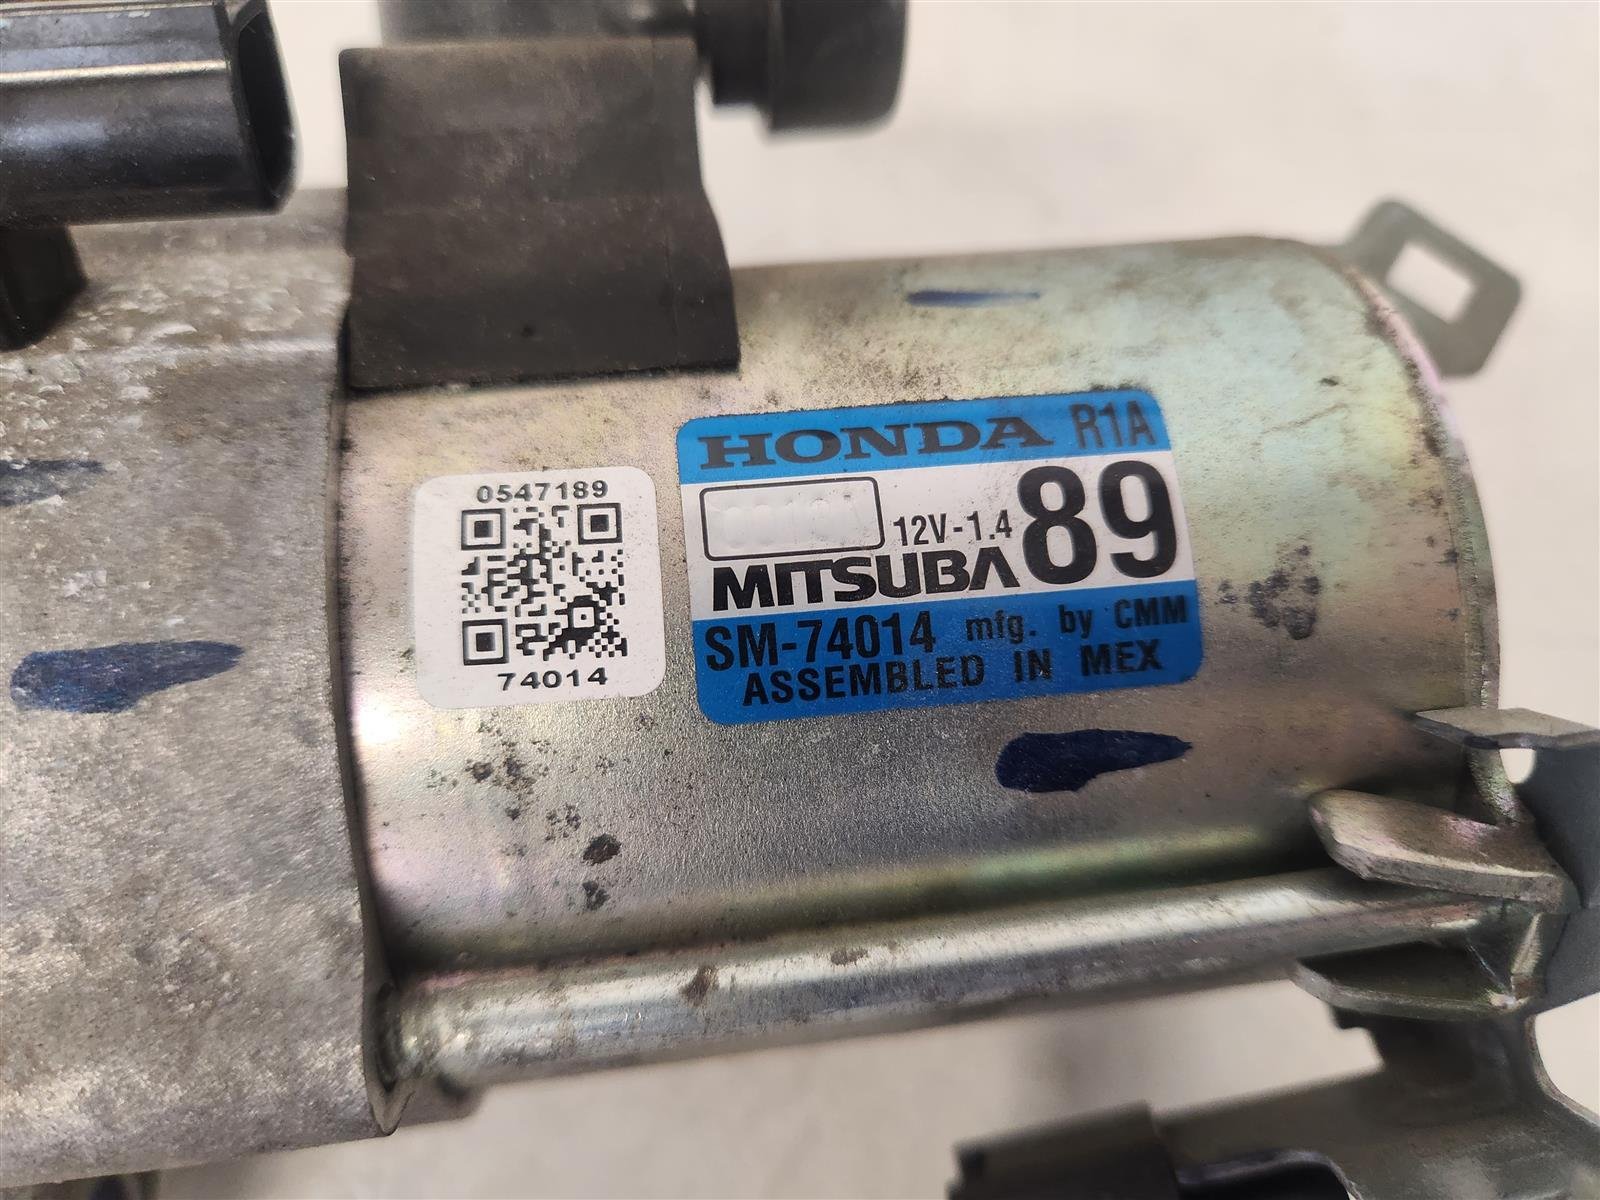 0547189
74014
HONDA R1A
12V-1.4 89
MITSUBA
SM-74014 mfg. by CMM
ASSEMBLED IN MEX